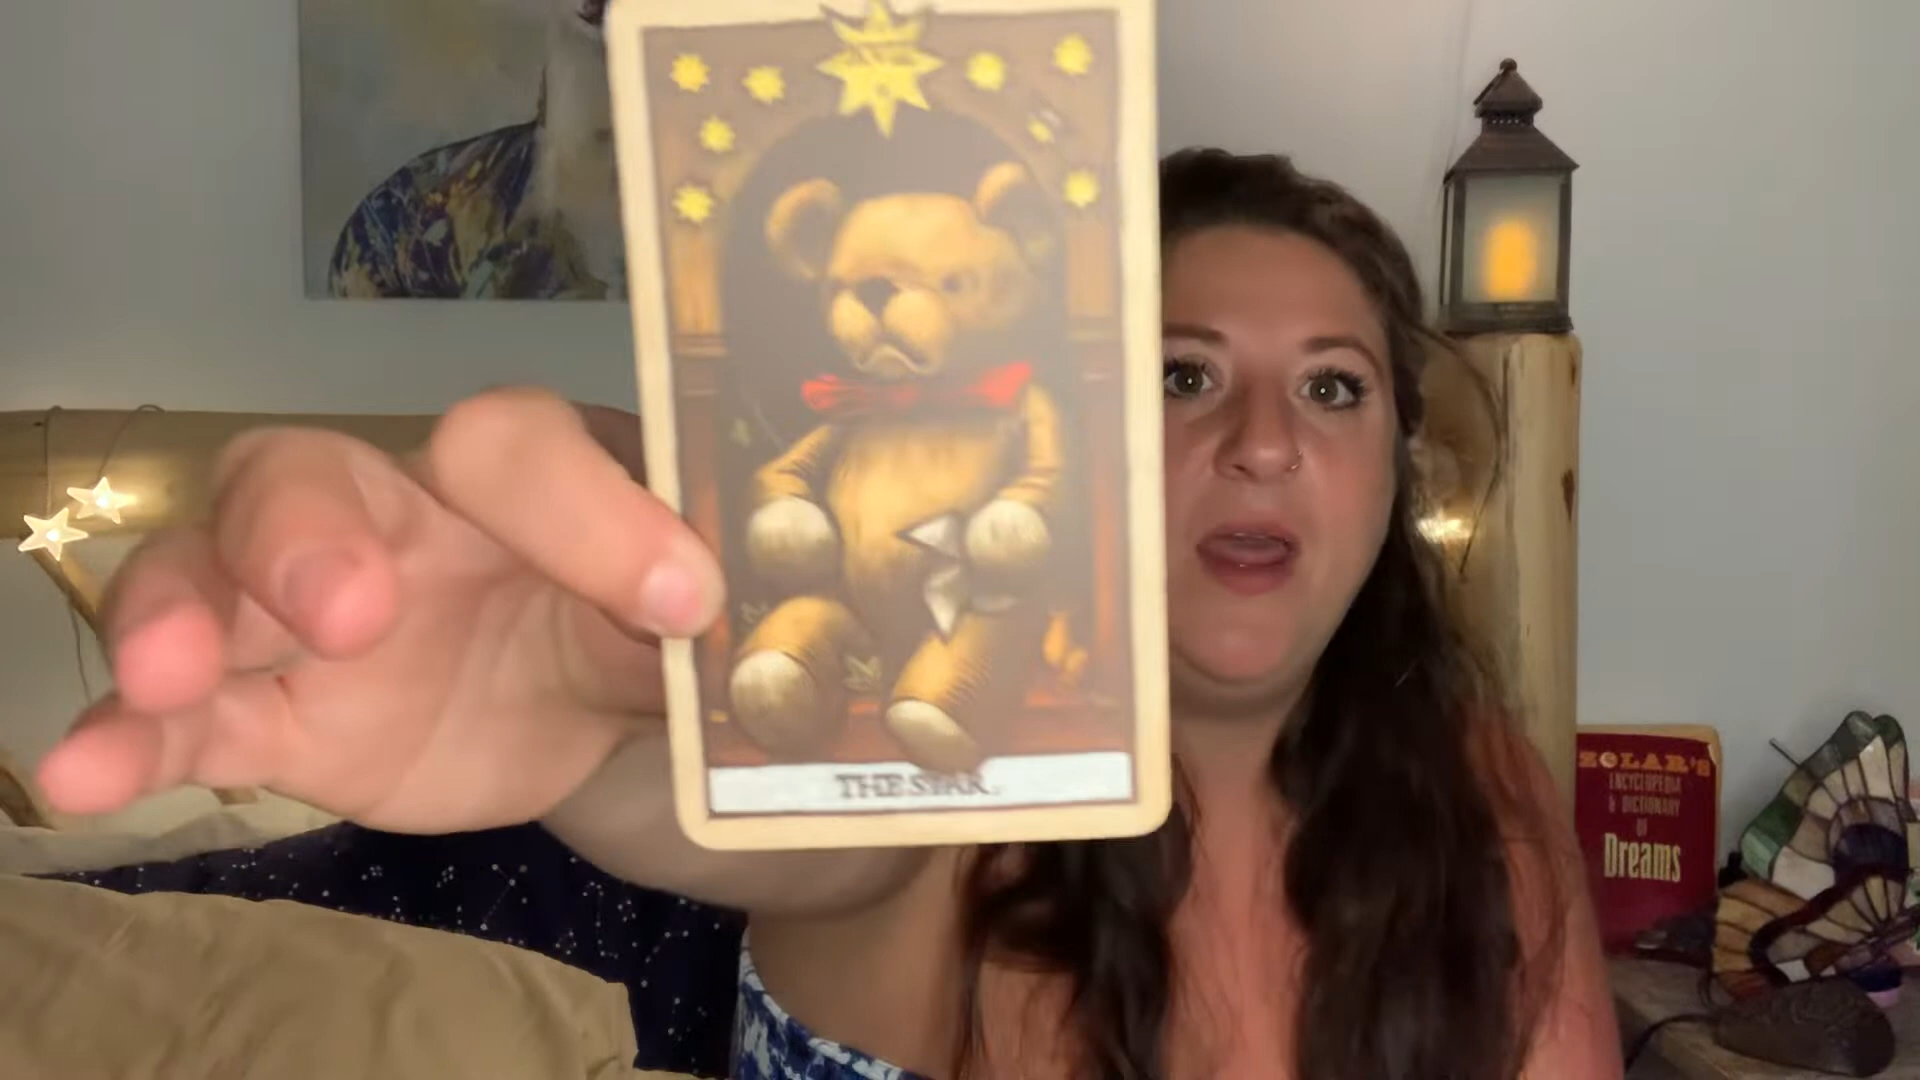 THE STAR.
ZOLAR'S
ENCYCLOPEDIA
& DICTIONARY
OF
Dreams